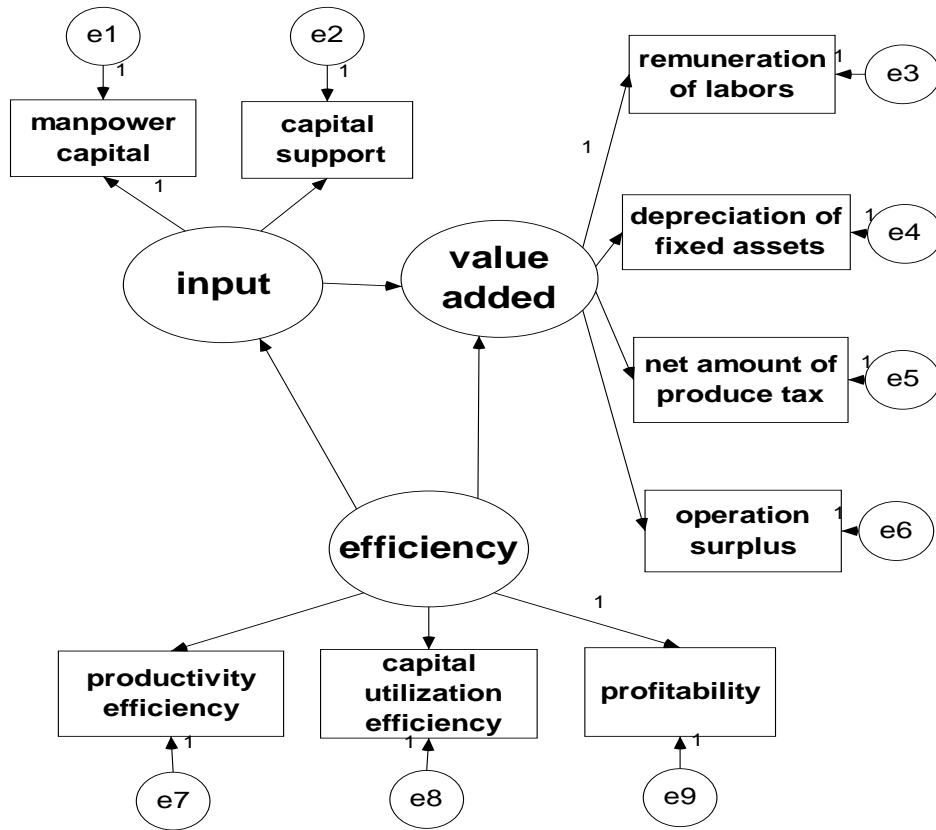 e1
e2
1
1
manpower
capital
capital
support
1
remuneration
of labors
1
e3
1
depreciation of
fixed assets
1
e4
input
value
added
net amount of
produce tax
1
e5
operation
surplus
1
e6
efficiency
1
productivity
efficiency
capital
utilization
efficiency
profitability
1
1
1
e7
e8
e9